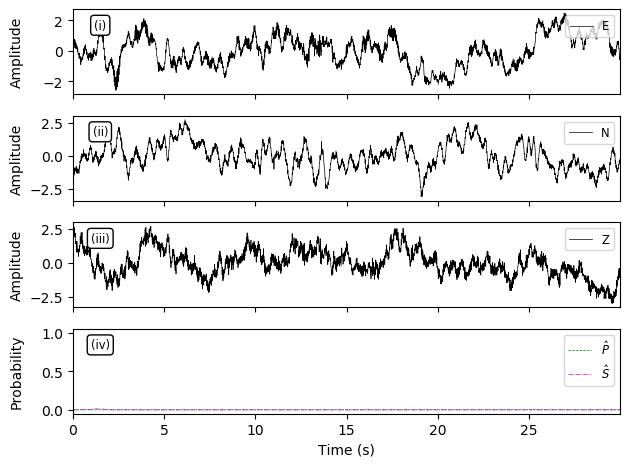 Amplitude
2
0
−2
(i)
E
Amplitude
2.5
0.0
−2.5
(ii)
N
Amplitude
2.5
0.0
−2.5
(iii)
Z
Probability
1.0
0.5
0.0
(iv)
P̂
Ŝ
0 5 10 15 20 25
Time (s)